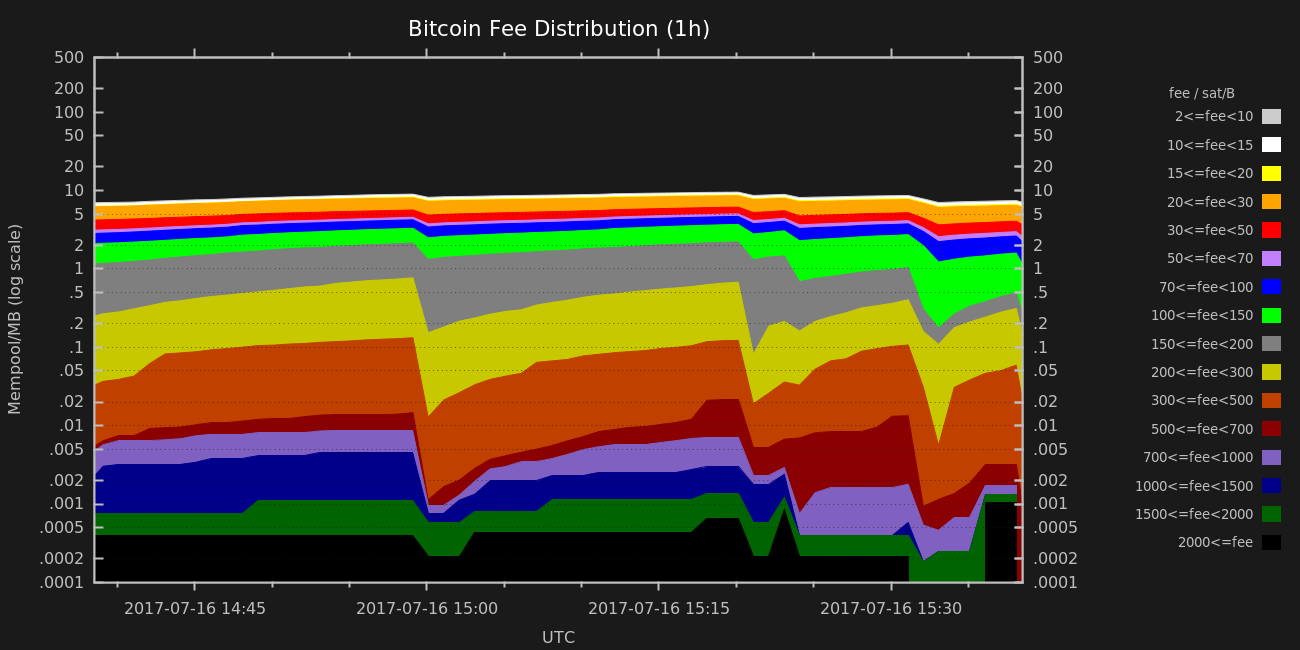 Bitcoin Fee Distribution (1h)
500 500
200 200
100 100
50 50
20 20
10 10
5 5
2 2
1 1
.5 .5
.2 .2
.1 .1
.05 .05
.02 .02
.01 .01
.005 .005
.002 .002
.001 .001
.0005 .0005
.0002 .0002
.0001 .0001
Mempool/MB (log scale)
2017-07-16 14:45 2017-07-16 15:00 2017-07-16 15:15 2017-07-16 15:30
UTC
fee / sat/B
2<=fee<10
10<=fee<15
15<=fee<20
20<=fee<30
30<=fee<50
50<=fee<70
70<=fee<100
100<=fee<150
150<=fee<200
200<=fee<300
300<=fee<500
500<=fee<700
700<=fee<1000
1000<=fee<1500
1500<=fee<2000
2000<=fee